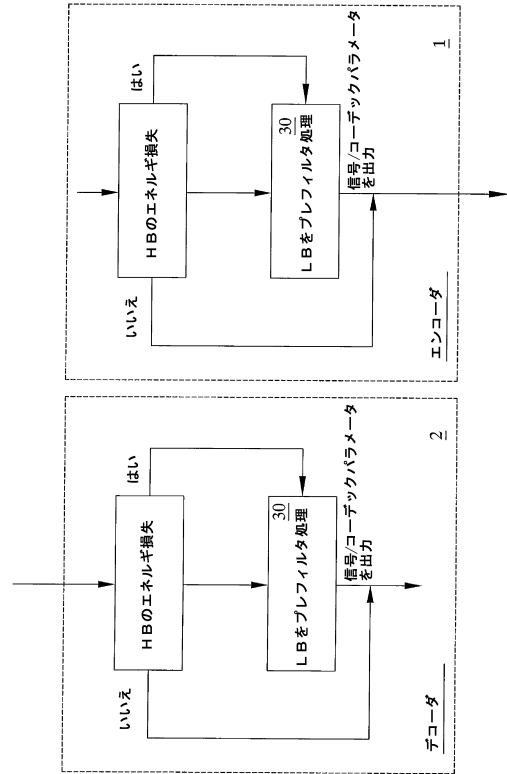 はい
HBのエネルギ損失
いいえ
30
LBをプレフィルタ処理
信号/コーデックパラメータ
を出力
エンコーダ
1
はい
HBのエネルギ損失
いいえ
30
LBをプレフィルタ処理
信号/コーデックパラメータ
を出力
デコーダ
2